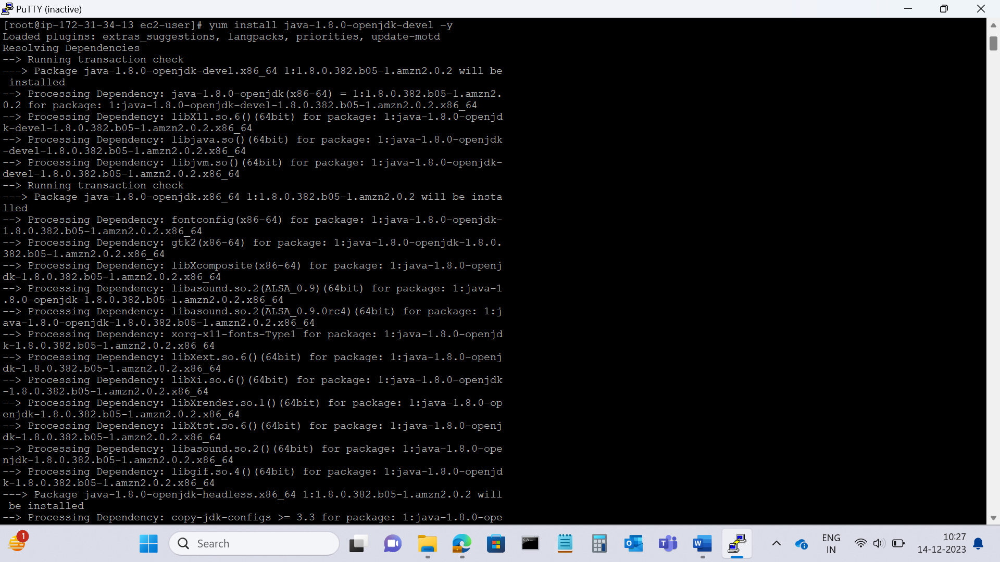 PuTTY (inactive)
[root@ip-172-31-34-13 ec2-user]# yum install java-1.8.0-openjdk-devel -y
Loaded plugins: extras_suggestions, langpacks, priorities, update-motd
Resolving Dependencies
--> Running transaction check
---> Package java-1.8.0-openjdk-devel.x86_64 1:1.8.0.382.b05-1.amzn2.0.2 will be
 installed
--> Processing Dependency: java-1.8.0-openjdk(x86-64) = 1:1.8.0.382.b05-1.amzn2.
0.2 for package: 1:java-1.8.0-openjdk-devel-1.8.0.382.b05-1.amzn2.0.2.x86_64
--> Processing Dependency: libX11.so.6()(64bit) for package: 1:java-1.8.0-openjd
k-devel-1.8.0.382.b05-1.amzn2.0.2.x86_64
--> Processing Dependency: libjava.so()(64bit) for package: 1:java-1.8.0-openjdk
-devel-1.8.0.382.b05-1.amzn2.0.2.x86_64
--> Processing Dependency: libjvm.so()(64bit) for package: 1:java-1.8.0-openjdk-
devel-1.8.0.382.b05-1.amzn2.0.2.x86_64
--> Running transaction check
---> Package java-1.8.0-openjdk.x86_64 1:1.8.0.382.b05-1.amzn2.0.2 will be insta
lled
--> Processing Dependency: fontconfig(x86-64) for package: 1:java-1.8.0-openjdk-
1.8.0.382.b05-1.amzn2.0.2.x86_64
--> Processing Dependency: gtk2(x86-64) for package: 1:java-1.8.0-openjdk-1.8.0.
382.b05-1.amzn2.0.2.x86_64
--> Processing Dependency: libXcomposite(x86-64) for package: 1:java-1.8.0-openj
dk-1.8.0.382.b05-1.amzn2.0.2.x86_64
--> Processing Dependency: libasound.so.2(ALSA_0.9)(64bit) for package: 1:java-1
.8.0-openjdk-1.8.0.382.b05-1.amzn2.0.2.x86_64
--> Processing Dependency: libasound.so.2(ALSA_0.9.0rc4)(64bit) for package: 1:j
ava-1.8.0-openjdk-1.8.0.382.b05-1.amzn2.0.2.x86_64
--> Processing Dependency: xorg-x11-fonts-Type1 for package: 1:java-1.8.0-openjd
k-1.8.0.382.b05-1.amzn2.0.2.x86_64
--> Processing Dependency: libXext.so.6()(64bit) for package: 1:java-1.8.0-openj
dk-1.8.0.382.b05-1.amzn2.0.2.x86_64
--> Processing Dependency: libXi.so.6()(64bit) for package: 1:java-1.8.0-openjdk
-1.8.0.382.b05-1.amzn2.0.2.x86_64
--> Processing Dependency: libXrender.so.1()(64bit) for package: 1:java-1.8.0-op
enjdk-1.8.0.382.b05-1.amzn2.0.2.x86_64
--> Processing Dependency: libXtst.so.6()(64bit) for package: 1:java-1.8.0-openj
dk-1.8.0.382.b05-1.amzn2.0.2.x86_64
--> Processing Dependency: libasound.so.2()(64bit) for package: 1:java-1.8.0-ope
njdk-1.8.0.382.b05-1.amzn2.0.2.x86_64
--> Processing Dependency: libgif.so.4()(64bit) for package: 1:java-1.8.0-openjd
k-1.8.0.382.b05-1.amzn2.0.2.x86_64
---> Package java-1.8.0-openjdk-headless.x86_64 1:1.8.0.382.b05-1.amzn2.0.2 will
 be installed
--> Processing Dependency: copy-jdk-configs >= 3.3 for package: 1:java-1.8.0-ope
1
Search
ENG
IN
10:27
14-12-2023